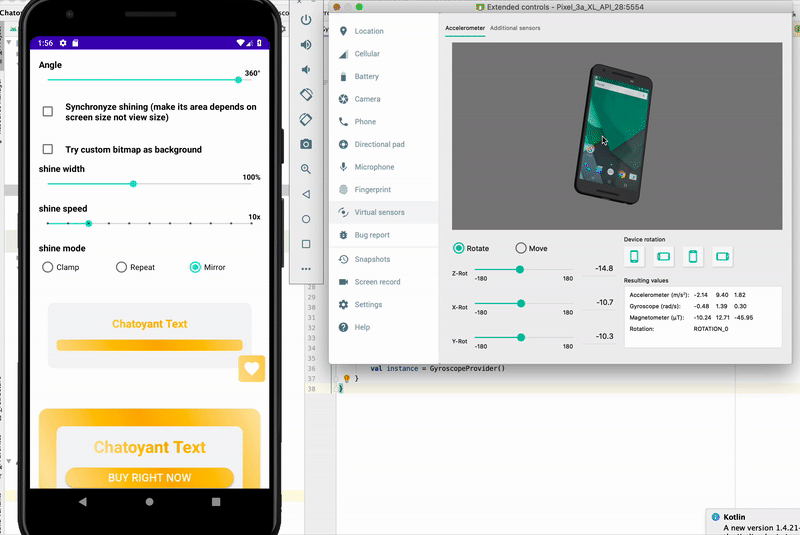 Chatoy
1:56
Angle
360°
Synchronyze shining (make its area depends on
screen size not view size)
Try custom bitmap as background
shine width
100%
shine speed
10x
shine mode
Clamp
Repeat
Mirror
Chatoyant Text
Chatoyant Text
BUY RIGHT NOW
Extended controls - Pixel_3a_XL_API_28:5554
Location
Cellular
Battery
Camera
Phone
Directional pad
Microphone
Fingerprint
Virtual sensors
Bug report
Snapshots
Screen record
Settings
Help
Accelerometer
Additional sensors
Rotate
Move
Z-Rot
-180
180
-14.8
X-Rot
-180
180
-10.7
Y-Rot
-180
180
-10.3
Device rotation
Resulting values
Accelerometer (m/s²): -2.14 9.40 1.82
Gyroscope (rad/s): -0.48 1.39 0.30
Magnetometer (μT): -10.24 12.71 -45.95
Rotation: ROTATION_0
28
29
30
31
32
33
34
35
36 val instance = GyroscopeProvider()
37 }
38 }
Kotlin
A new version 1.4.21-